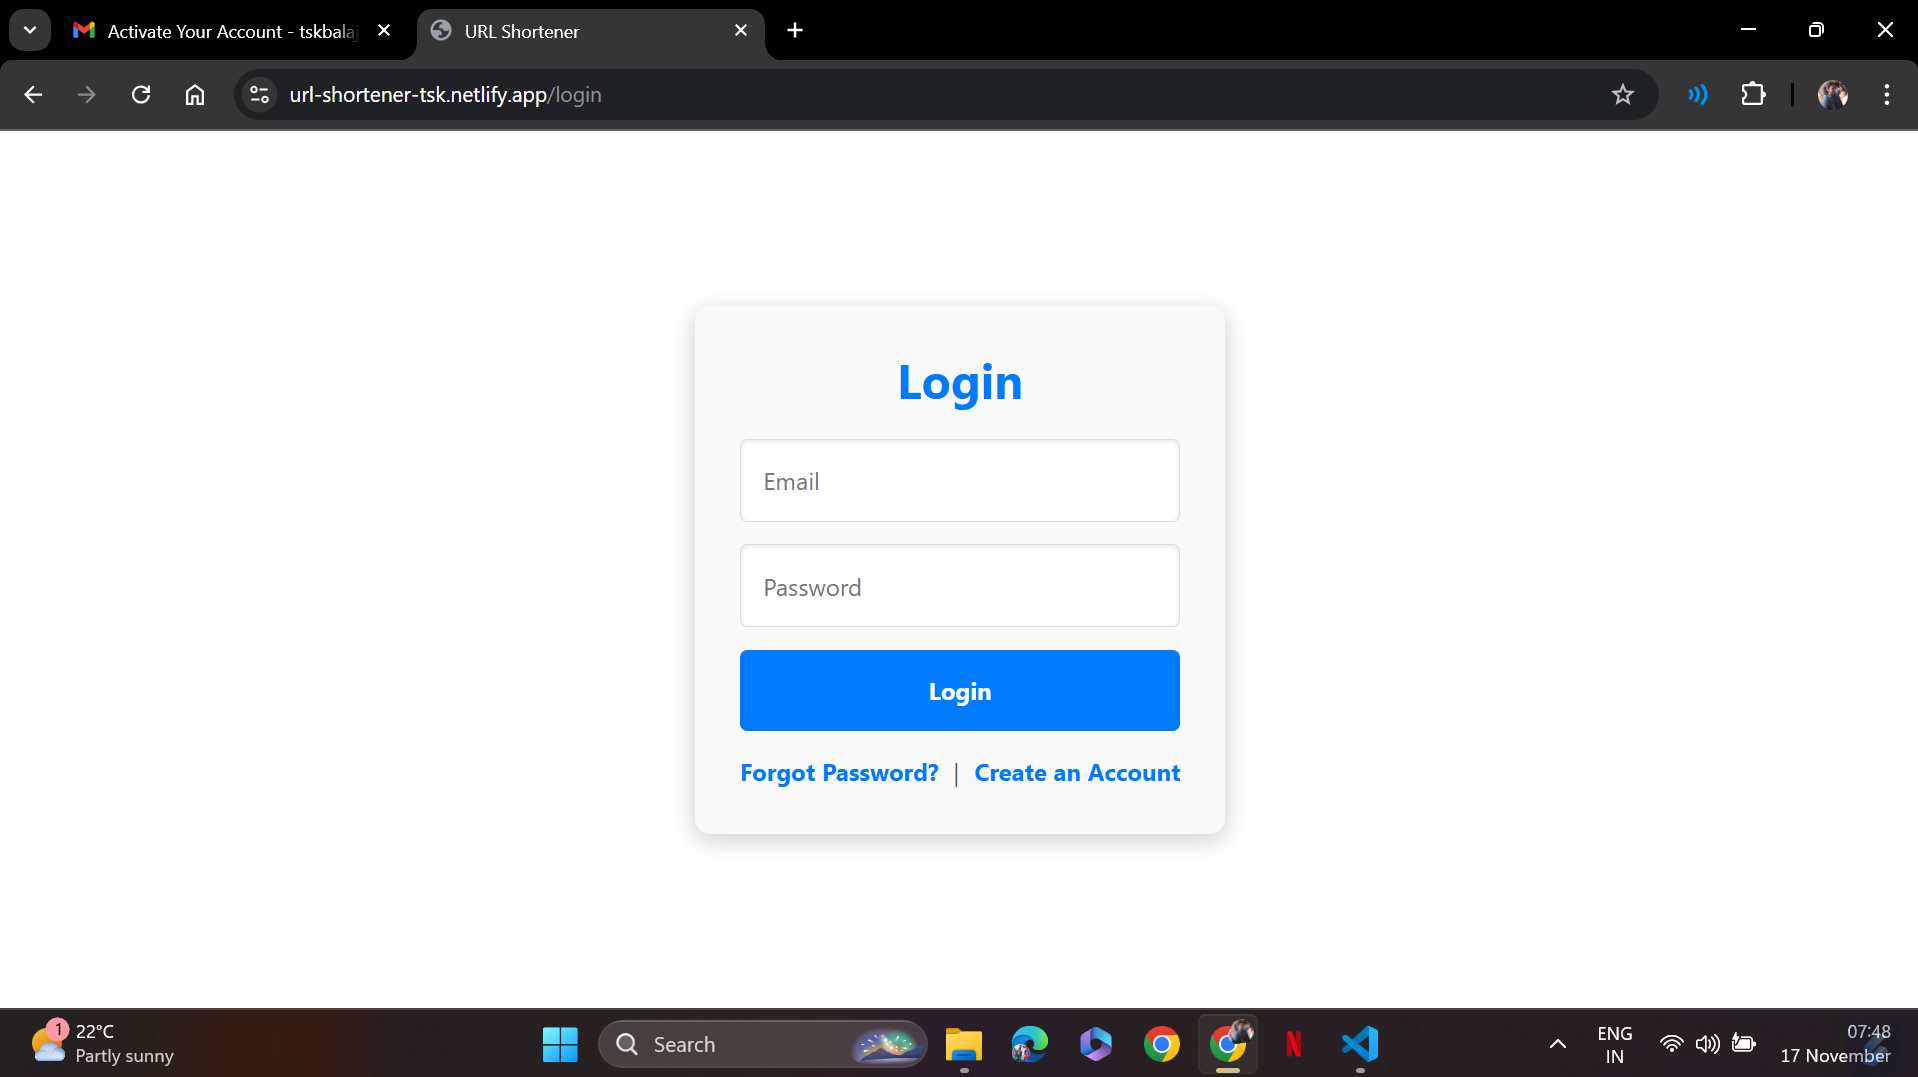 Activate Your Account - tskbalaj
URL Shortener
url-shortener-tsk.netlify.app/login
Login
Email
Password
Login
Forgot Password? | Create an Account
1
22°C
Partly sunny
Search
N
ENG
IN
07:48
17 November